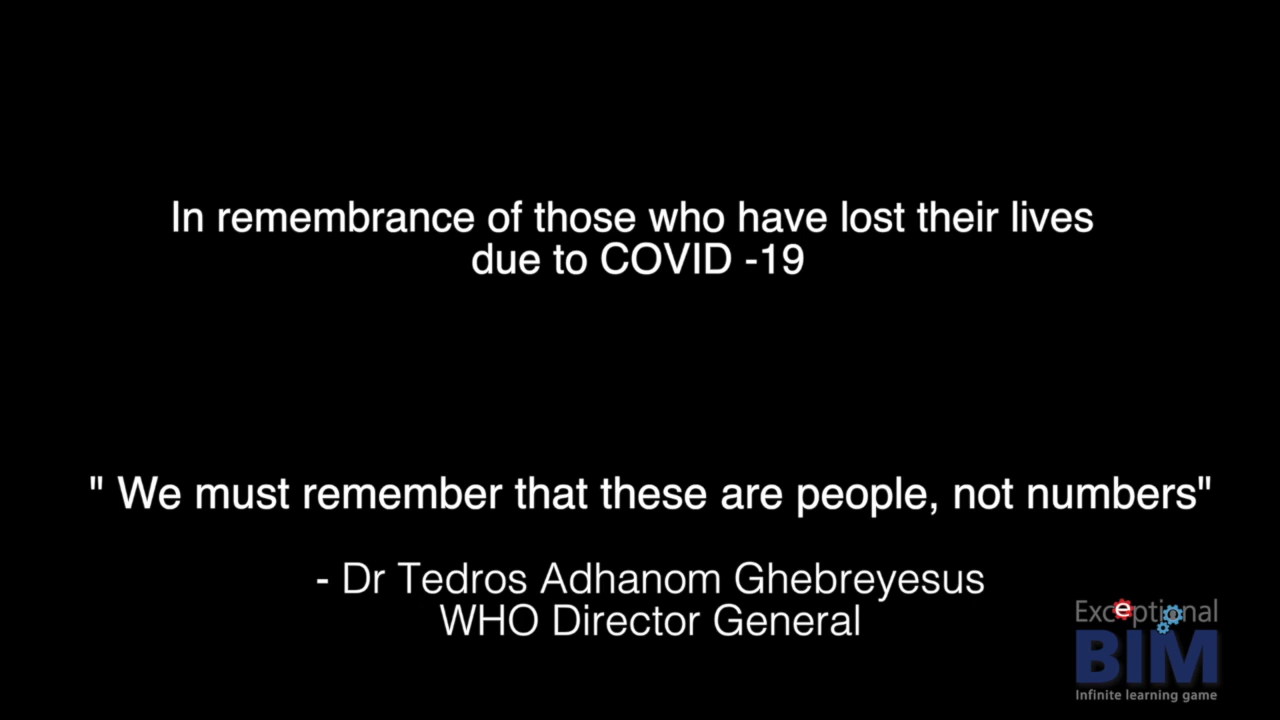 In remembrance of those who have lost their lives
due to COVID -19
" We must remember that these are people, not numbers"
- Dr Tedros Adhanom Ghebreyesus
WHO Director General
Exceptional
BIM
Infinite learning game